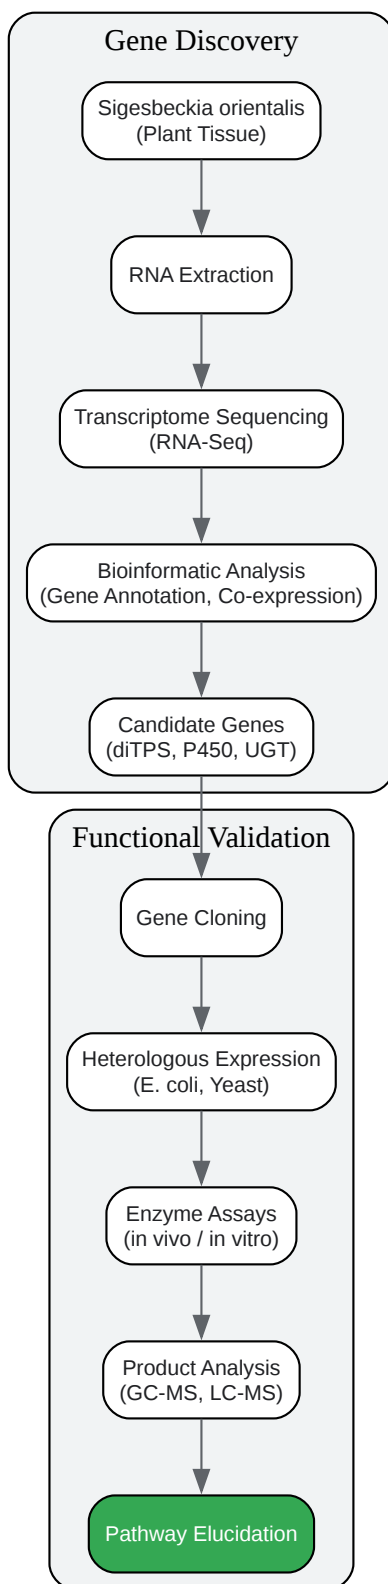 Gene Discovery
Sigesbeckia orientalis
(Plant Tissue)
RNA Extraction
Transcriptome Sequencing
(RNA-Seq)
Bioinformatic Analysis
(Gene Annotation, Co-expression)
Candidate Genes
(diTPS, P450, UGT)
Functional Validation
Gene Cloning
Heterologous Expression
(E. coli, Yeast)
Enzyme Assays
(in vivo / in vitro)
Product Analysis
(GC-MS, LC-MS)
Pathway Elucidation